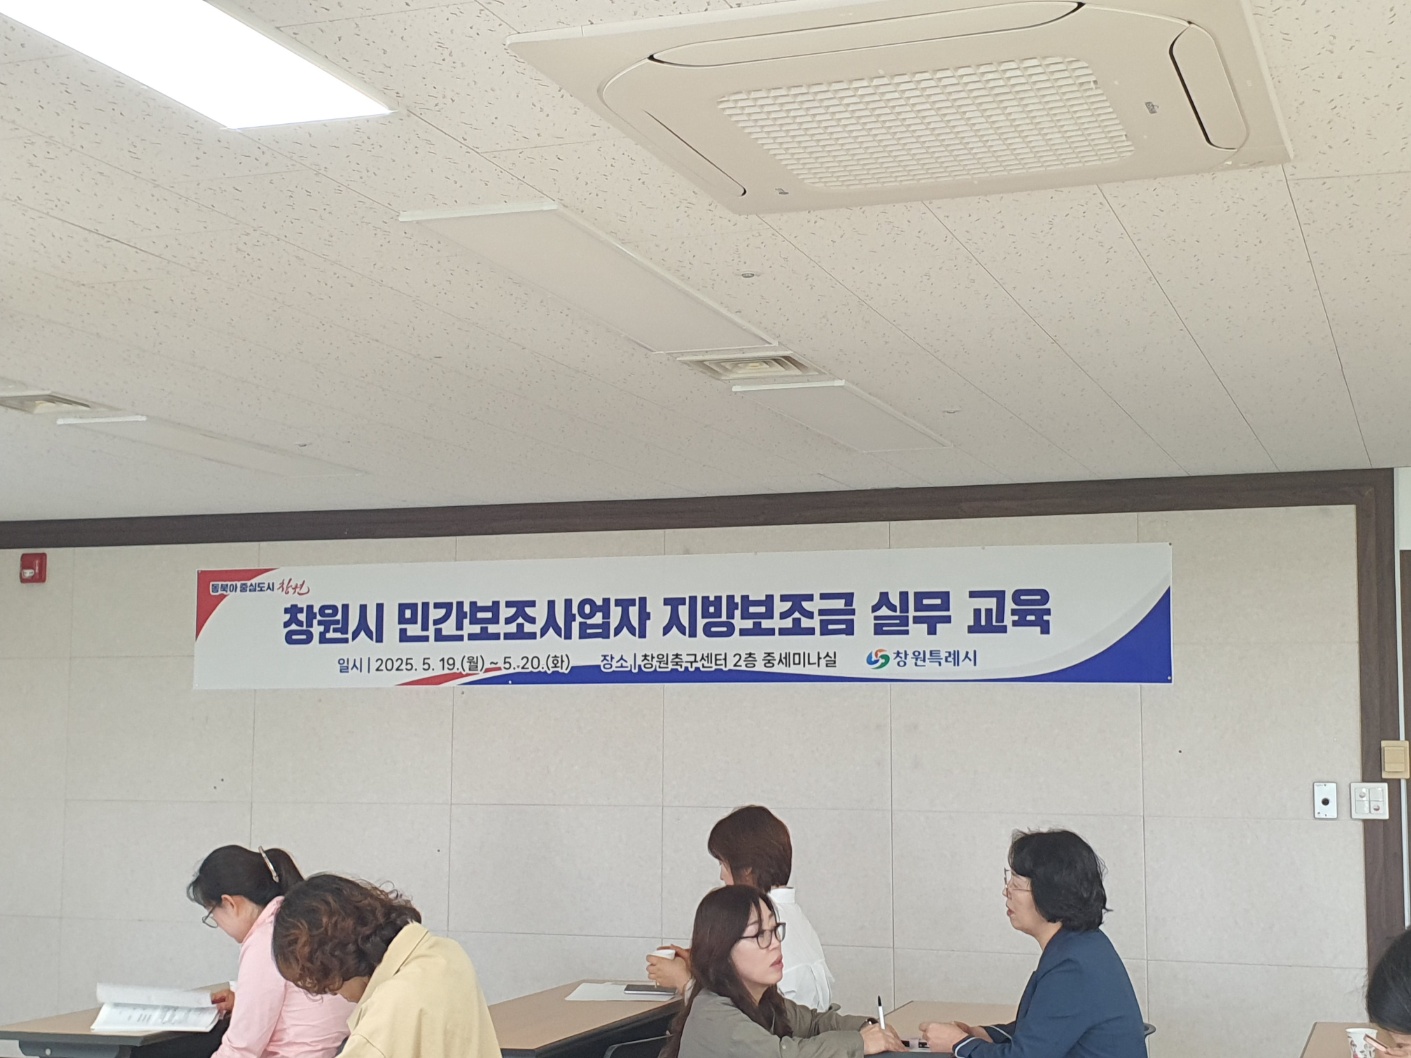 동북아 중심도시 창원
창원시 민간보조사업자 지방보조금 실무 교육
일시 | 2025. 5. 19.(월) ~ 5. 20.(화) 장소 | 창원축구센터 2층 중세미나실 창원특례시